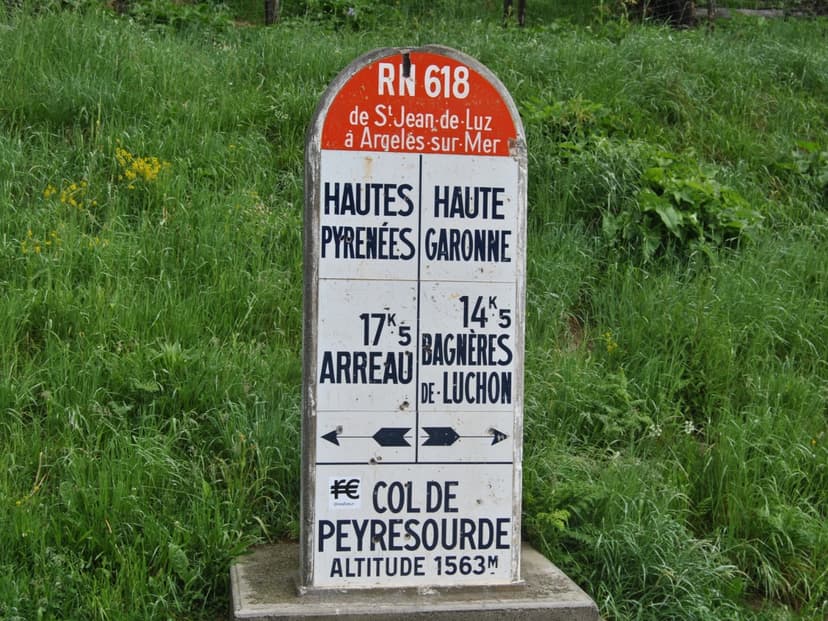 RN 618
de St Jean-de-Luz
à Argelès-sur-Mer
HAUTES
PYRÉNÉES
HAUTE
GARONNE
17K5
ARREAU
14K5
BAGNÈRES
DE-LUCHON
COL DE
PEYRESOURDE
ALTITUDE 1563M